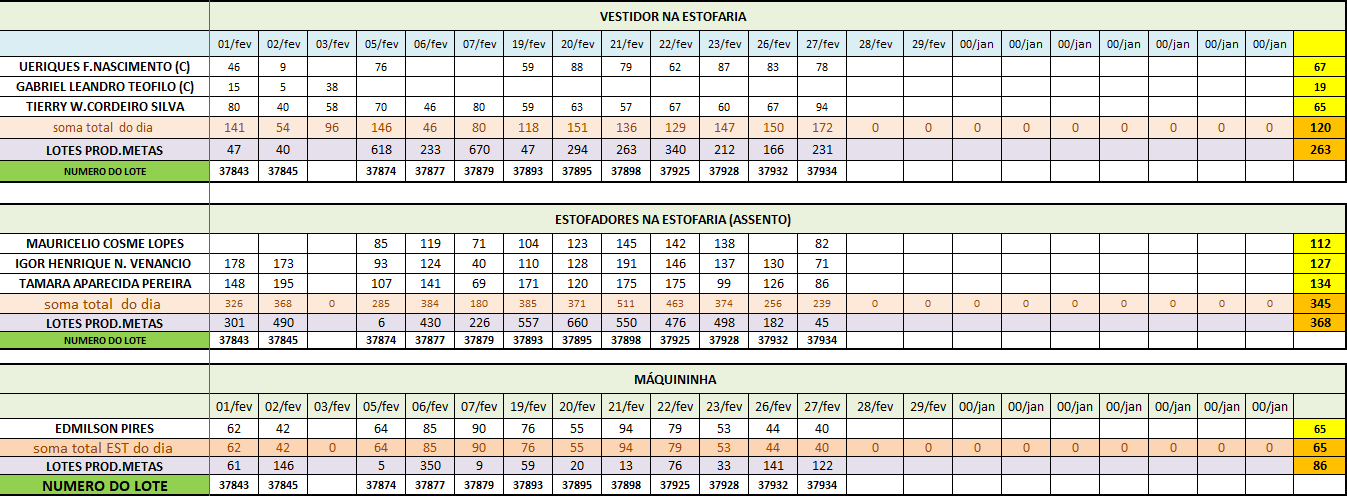 VESTIDOR NA ESTOFARIA
01/fev 02/fev 03/fev 05/fev 06/fev 07/fev 19/fev 20/fev 21/fev 22/fev 23/fev 26/fev 27/fev 28/fev 29/fev 00/jan 00/jan 00/jan 00/jan 00/jan 00/jan
UERIQUES F.NASCIMENTO (C) 46 9 76 59 88 79 62 87 83 78 67
GABRIEL LEANDRO TEOFILO (C) 15 5 38 19
TIERRY W.CORDEIRO SILVA 80 40 58 70 46 80 59 63 57 67 60 67 94 65
soma total do dia 141 54 96 146 46 80 118 151 136 129 147 150 172 0 0 0 0 0 0 0 0 120
LOTES PROD.METAS 47 40 618 233 670 47 294 263 340 212 166 231 263
NUMERO DO LOTE 37843 37845 37874 37877 37879 37893 37895 37898 37925 37928 37932 37934
ESTOFADORES NA ESTOFARIA (ASSENTO)
MAURICELIO COSME LOPES 85 119 71 104 123 145 142 138 82 112
IGOR HENRIQUE N. VENANCIO 178 173 93 124 40 110 128 191 146 137 130 71 127
TAMARA APARECIDA PEREIRA 148 195 107 141 69 171 120 175 175 99 126 86 134
soma total do dia 326 368 0 285 384 180 385 371 511 463 374 256 239 0 0 0 0 0 0 0 0 345
LOTES PROD.METAS 301 490 6 430 226 557 660 550 476 498 182 45 368
NUMERO DO LOTE 37843 37845 37874 37877 37879 37893 37895 37898 37925 37928 37932 37934
MÁQUININHA
01/fev 02/fev 03/fev 05/fev 06/fev 07/fev 19/fev 20/fev 21/fev 22/fev 23/fev 26/fev 27/fev 28/fev 29/fev 00/jan 00/jan 00/jan 00/jan 00/jan 00/jan
EDMILSON PIRES 62 42 64 85 90 76 55 94 79 53 44 40 65
soma total EST do dia 62 42 0 64 85 90 76 55 94 79 53 44 40 0 0 0 0 0 0 0 0 65
LOTES PROD.METAS 61 146 5 350 9 59 20 13 76 33 141 122 86
NUMERO DO LOTE 37843 37845 37874 37877 37879 37893 37895 37898 37925 37928 37932 37934